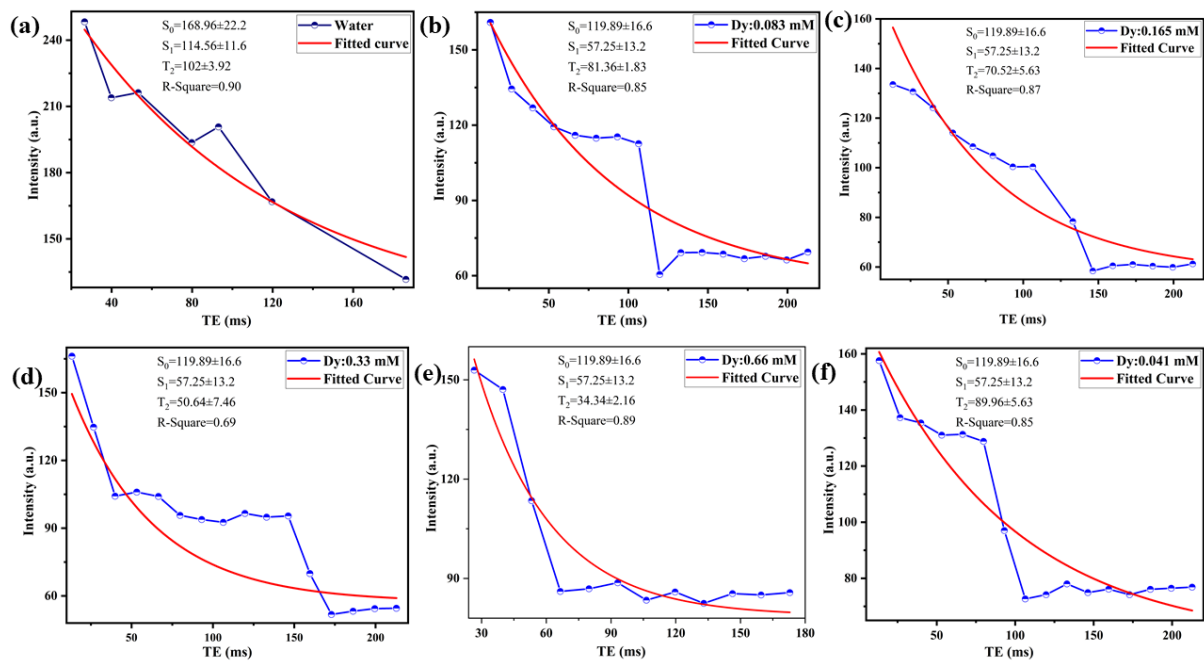 (a)
S₀=168.96±22.2
S₁=114.56±11.6
T₂=102±3.92
R-Square=0.90
Water
Fitted curve
240
210
180
150
Intensity (a.u.)
40
80
120
160
TE (ms)
(b)
S₀=119.89±16.6
S₁=57.25±13.2
T₂=81.36±1.83
R-Square=0.85
Dy:0.083 mM
Fitted Curve
150
120
90
60
Intensity (a.u.)
50
100
150
200
TE (ms)
(c)
S₀=119.89±16.6
S₁=57.25±13.2
T₂=70.52±5.63
R-Square=0.87
Dy:0.165 mM
Fitted Curve
160
140
120
100
80
60
Intensity (a.u.)
50
100
150
200
TE (ms)
(d)
S₀=119.89±16.6
S₁=57.25±13.2
T₂=50.64±7.46
R-Square=0.69
Dy:0.33 mM
Fitted Curve
150
120
90
60
Intensity (a.u.)
50
100
150
200
TE (ms)
(e)
S₀=119.89±16.6
S₁=57.25±13.2
T₂=34.34±2.16
R-Square=0.89
Dy:0.66 mM
Fitted Curve
150
120
90
Intensity (a.u.)
30
60
90
120
150
180
TE (ms)
(f)
S₀=119.89±16.6
S₁=57.25±13.2
T₂=89.96±5.63
R-Square=0.85
Dy:0.041 mM
Fitted Curve
160
140
120
100
80
Intensity (a.u.)
50
100
150
200
TE (ms)